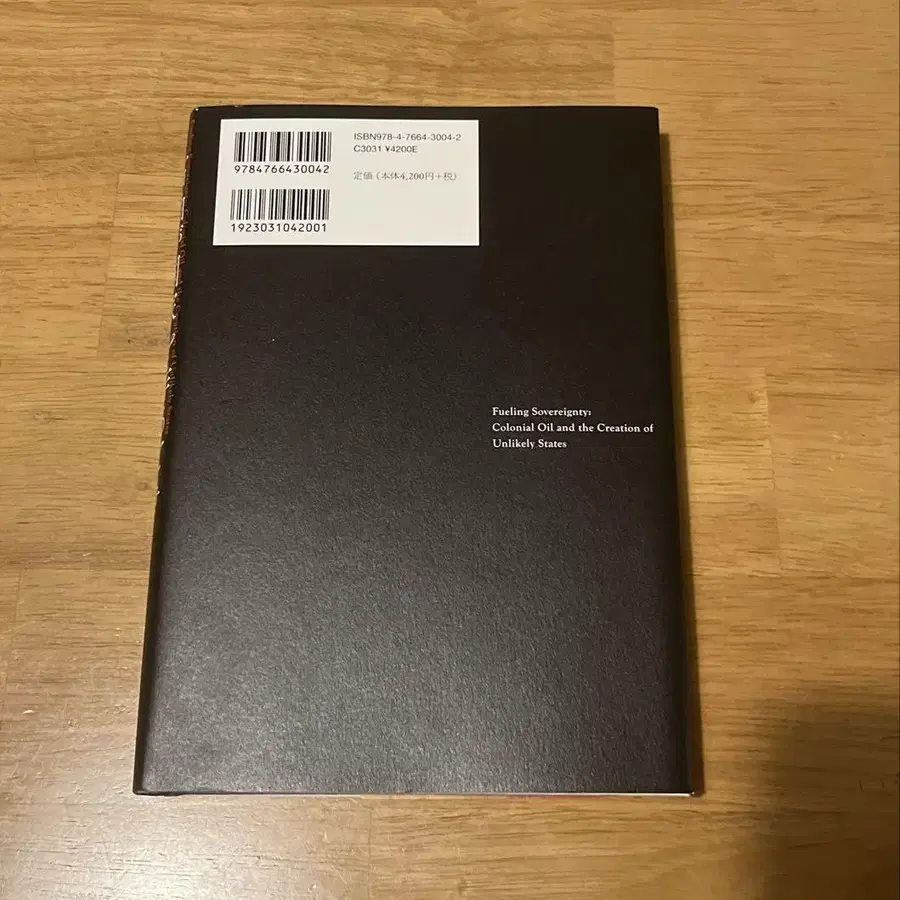 ISBN978-4-7664-3004-2
C3031 ¥4200E
9784766430042
定価（本体4,200円+税）
1923031042001
Fueling Sovereignty:
Colonial Oil and the Creation of
Unlikely States